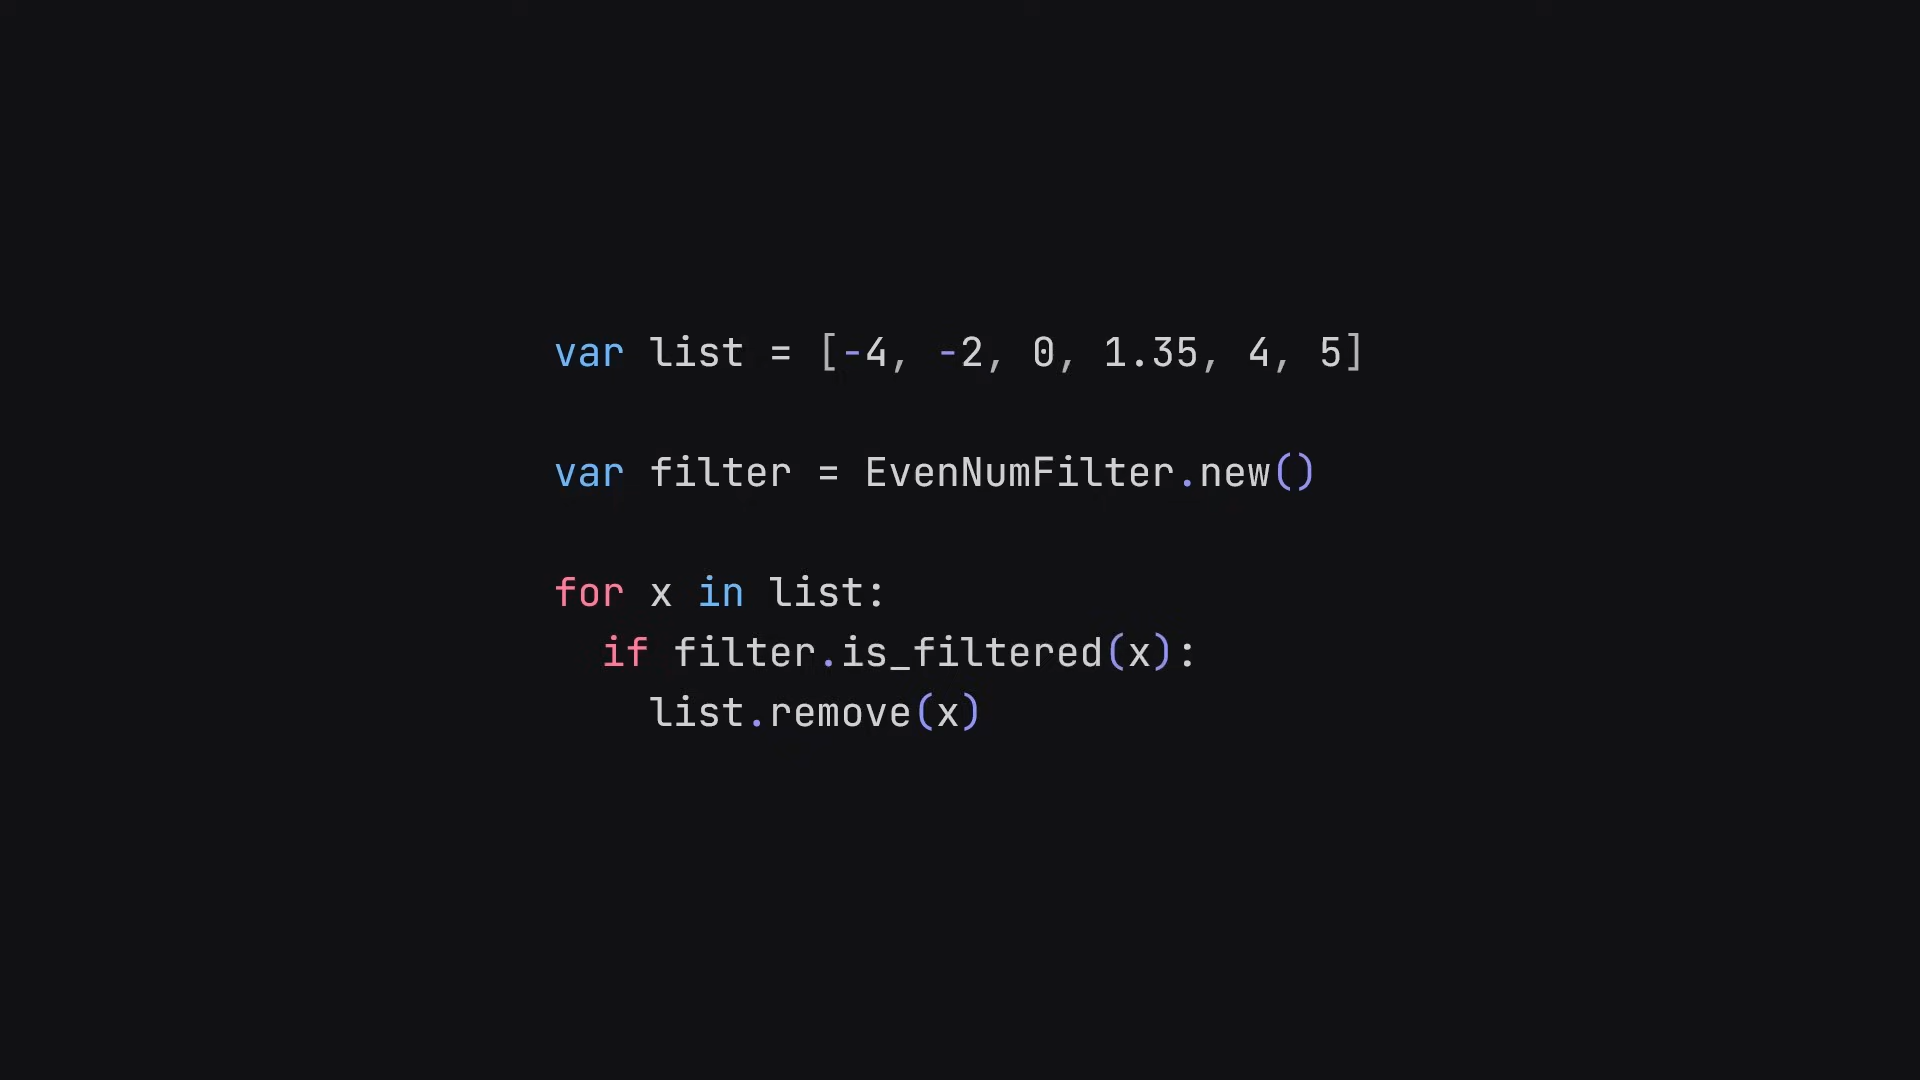 var list = [-4, -2, 0, 1.35, 4, 5]
var filter = EvenNumFilter.new()
for x in list:
if filter.is_filtered(x):
list.remove(x)